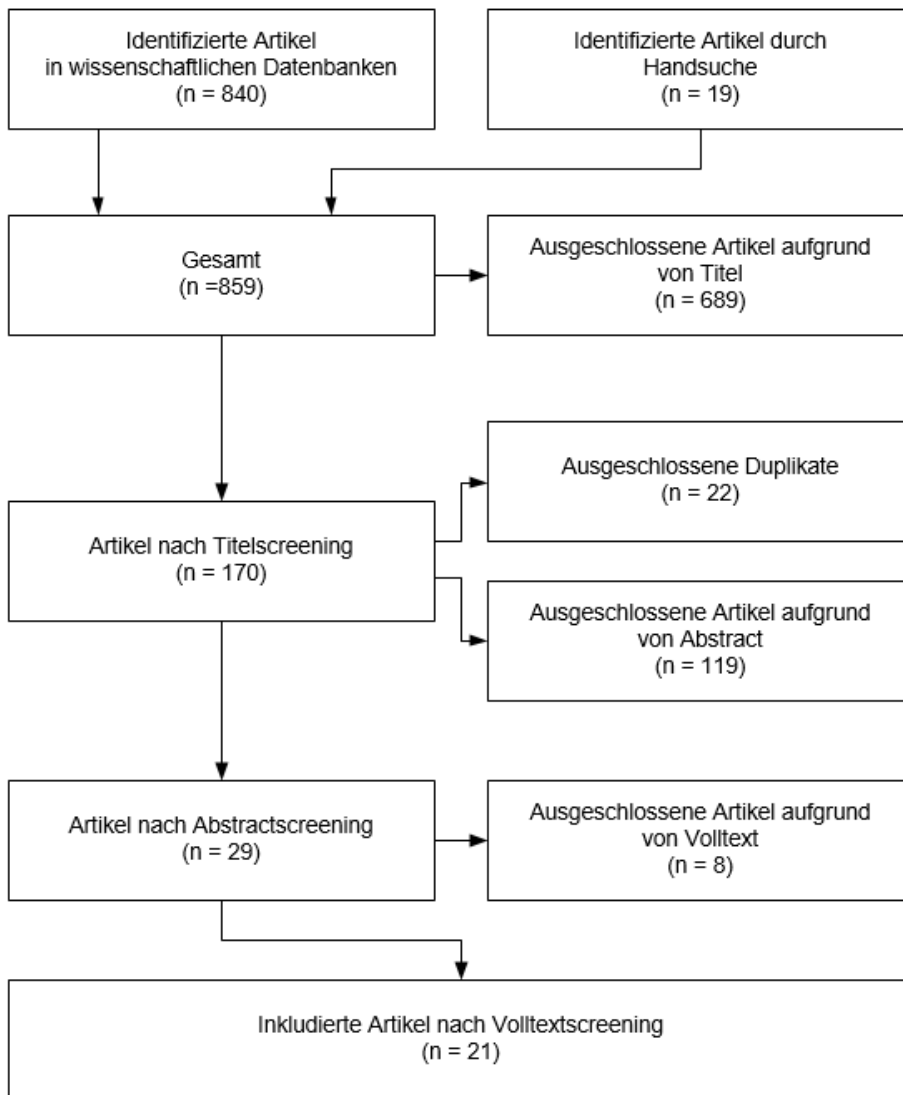 Identifizierte Artikel
in wissenschaftlichen Datenbanken
(n = 840)
Identifizierte Artikel durch
Handsuche
(n = 19)
Gesamt
(n =859)
Ausgeschlossene Artikel aufgrund
von Titel
(n = 689)
Ausgeschlossene Duplikate
(n = 22)
Artikel nach Titelscreening
(n = 170)
Ausgeschlossene Artikel aufgrund
von Abstract
(n = 119)
Artikel nach Abstractscreening
(n = 29)
Ausgeschlossene Artikel aufgrund
von Volltext
(n = 8)
Inkludierte Artikel nach Volltextscreening
(n = 21)